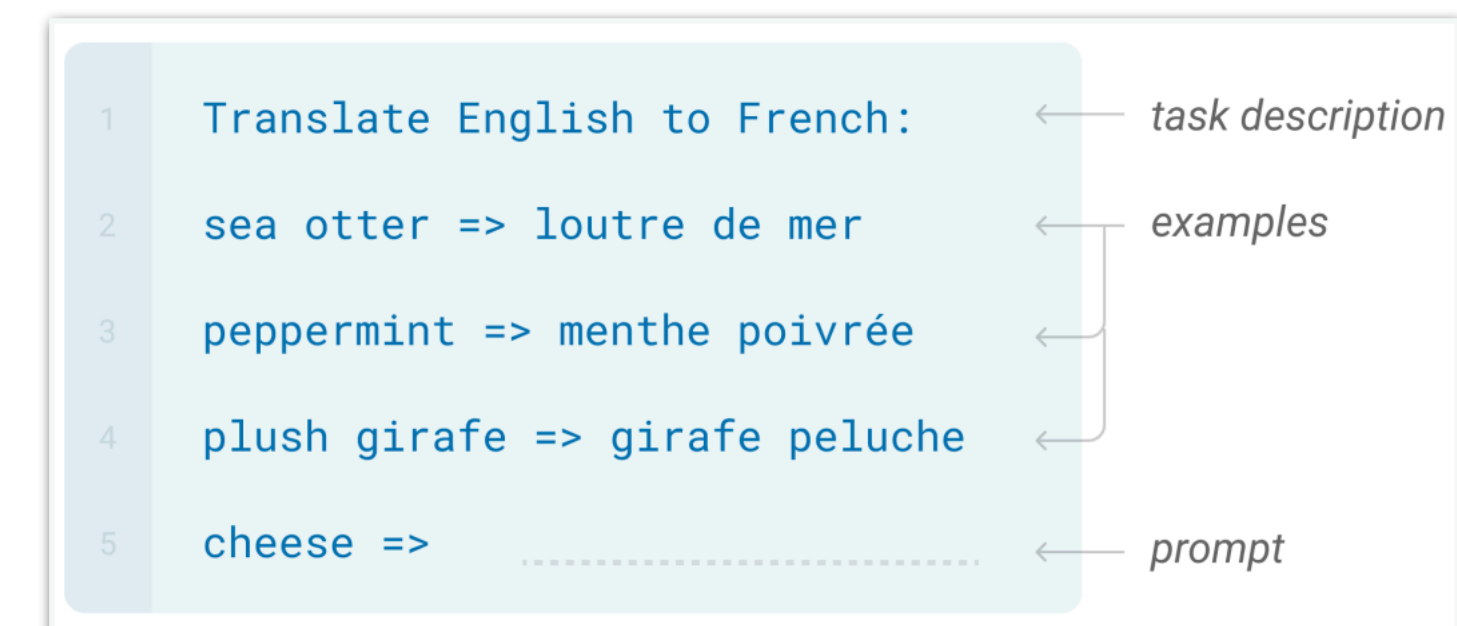 1 Translate English to French: task description
2 sea otter => loutre de mer examples
3 peppermint => menthe poivrée
4 plush girafe => girafe peluche
5 cheese => prompt